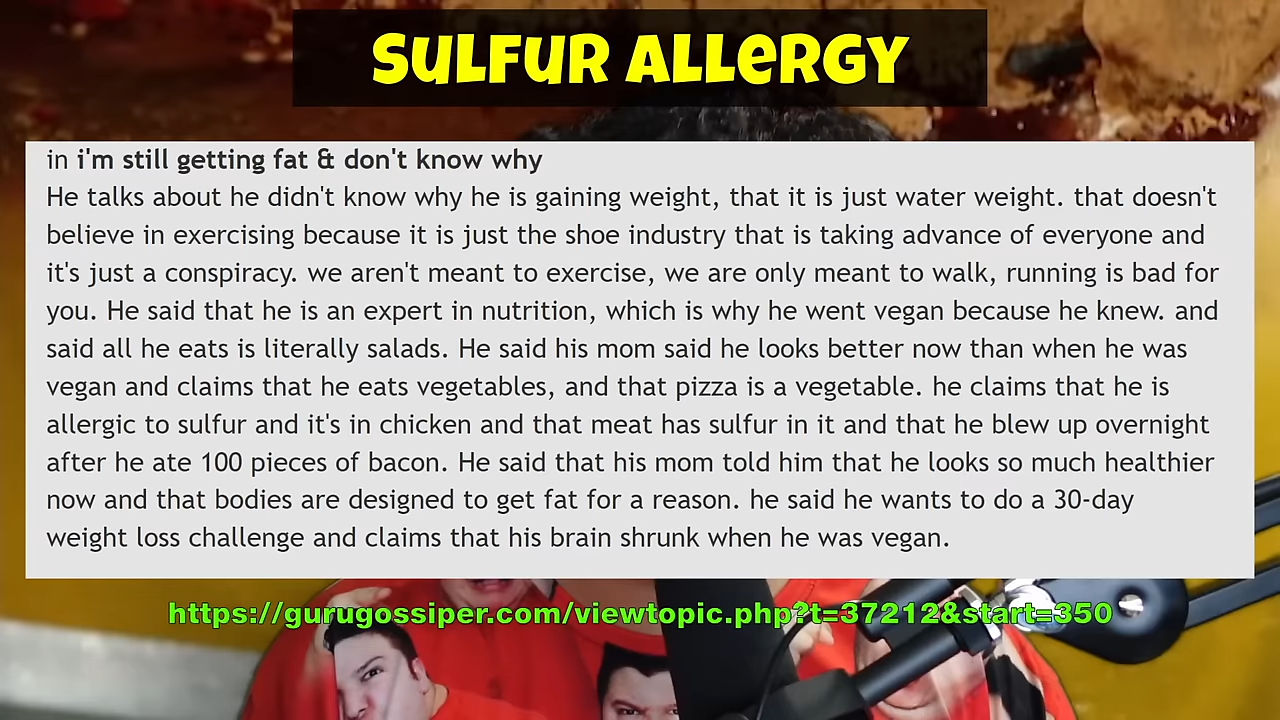 SULFUR ALLERGY
in i'm still getting fat & don't know why
He talks about he didn't know why he is gaining weight, that it is just water weight. that doesn't
believe in exercising because it is just the shoe industry that is taking advance of everyone and
it's just a conspiracy. we aren't meant to exercise, we are only meant to walk, running is bad for
you. He said that he is an expert in nutrition, which is why he went vegan because he knew. and
said all he eats is literally salads. He said his mom said he looks better now than when he was
vegan and claims that he eats vegetables, and that pizza is a vegetable. he claims that he is
allergic to sulfur and it's in chicken and that meat has sulfur in it and that he blew up overnight
after he ate 100 pieces of bacon. He said that his mom told him that he looks so much healthier
now and that bodies are designed to get fat for a reason. he said he wants to do a 30-day
weight loss challenge and claims that his brain shrunk when he was vegan.
https://gurugossiper.com/viewtopic.php?t=37212&start=350